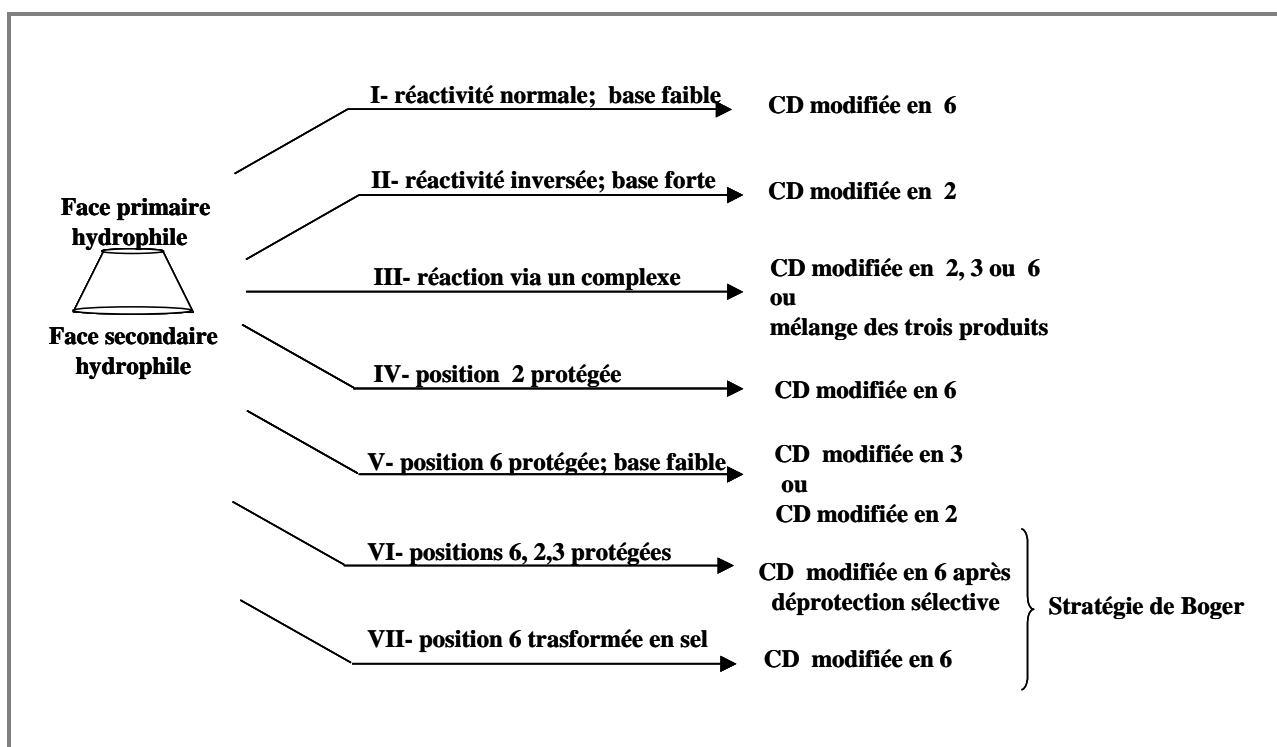 I- réactivité normale; base faible
CD modifiée en 6
II- réactivité inversée; base forte
CD modifiée en 2
Face primaire
hydrophile
Face secondaire
hydrophile
III- réaction via un complexe
CD modifiée en 2, 3 ou 6
ou
mélange des trois produits
IV- position 2 protégée
CD modifiée en 6
V- position 6 protégée; base faible
CD modifiée en 3
ou
CD modifiée en 2
VI- positions 6, 2,3 protégées
CD modifiée en 6 après
déprotection sélective
Stratégie de Boger
VII- position 6 trasformée en sel
CD modifiée en 6